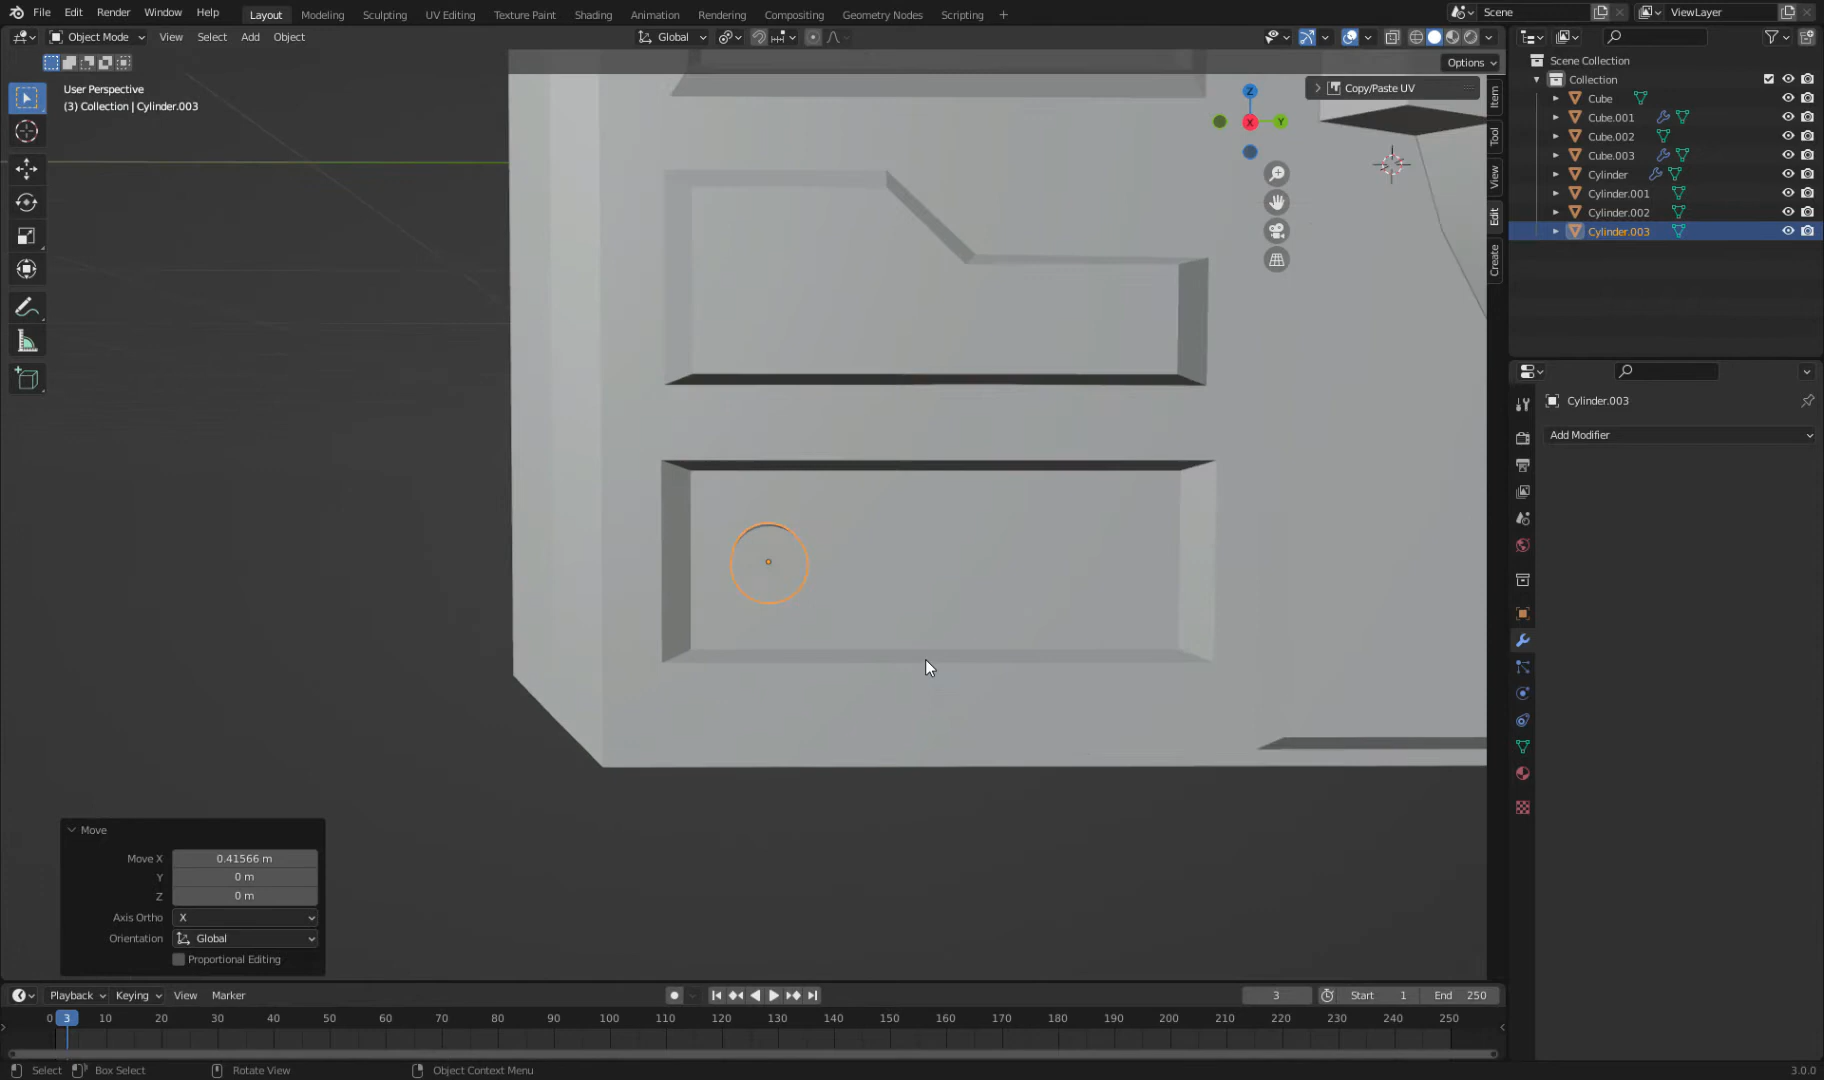 File Edit Render Window Help Layout Modeling Sculpting UV Editing Texture Paint Shading Animation Rendering Compositing Geometry Nodes Scripting + Scene ViewLayer
Object Mode View Select Add Object Global
Options
User Perspective
(3) Collection | Cylinder.003
Copy/Paste UV
Z
X
Y
Item
Tool
View
Edit
Create
Scene Collection
Collection
Cube
Cube.001
Cube.002
Cube.003
Cylinder
Cylinder.001
Cylinder.002
Cylinder.003
Cylinder.003
Add Modifier
Move
Move X 0.41566 m
Y 0 m
Z 0 m
Axis Ortho X
Orientation Global
Proportional Editing
Playback Keying View Marker 3 Start 1 End 250
0 3 10 20 30 40 50 60 70 80 90 100 110 120 130 140 150 160 170 180 190 200 210 220 230 240 250
Select Box Select Rotate View Object Context Menu 3.0.0